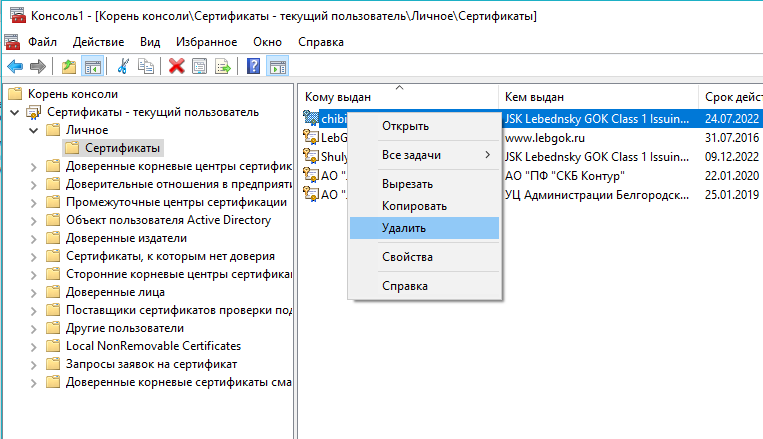 Консоль1 - [Корень консоли\Сертификаты - текущий пользователь\Личное\Сертификаты]
Файл Действие Вид Избранное Окно Справка
Корень консоли
Сертификаты - текущий пользователь
Личное
Сертификаты
Доверенные корневые центры сертифик
Доверительные отношения в предприяти
Промежуточные центры сертификации
Объект пользователя Active Directory
Доверенные издатели
Сертификаты, к которым нет доверия
Сторонние корневые центры сертификац
Доверенные лица
Поставщики сертификатов проверки под
Другие пользователи
Local NonRemovable Certificates
Запросы заявок на сертификат
Доверенные корневые сертификаты сма
Кому выдан Кем выдан Срок дейс
chibi JSK Lebednsky GOK Class 1 Issuin... 24.07.2022
LebG www.lebgok.ru 31.07.2016
Shuly JSK Lebednsky GOK Class 1 Issuin... 09.12.2022
АО "Л АО "ПФ "СКБ Контур" 22.01.2020
АО "Л УЦ Администрации Белгородск... 25.01.2019
Открыть
Все задачи
Вырезать
Копировать
Удалить
Свойства
Справка